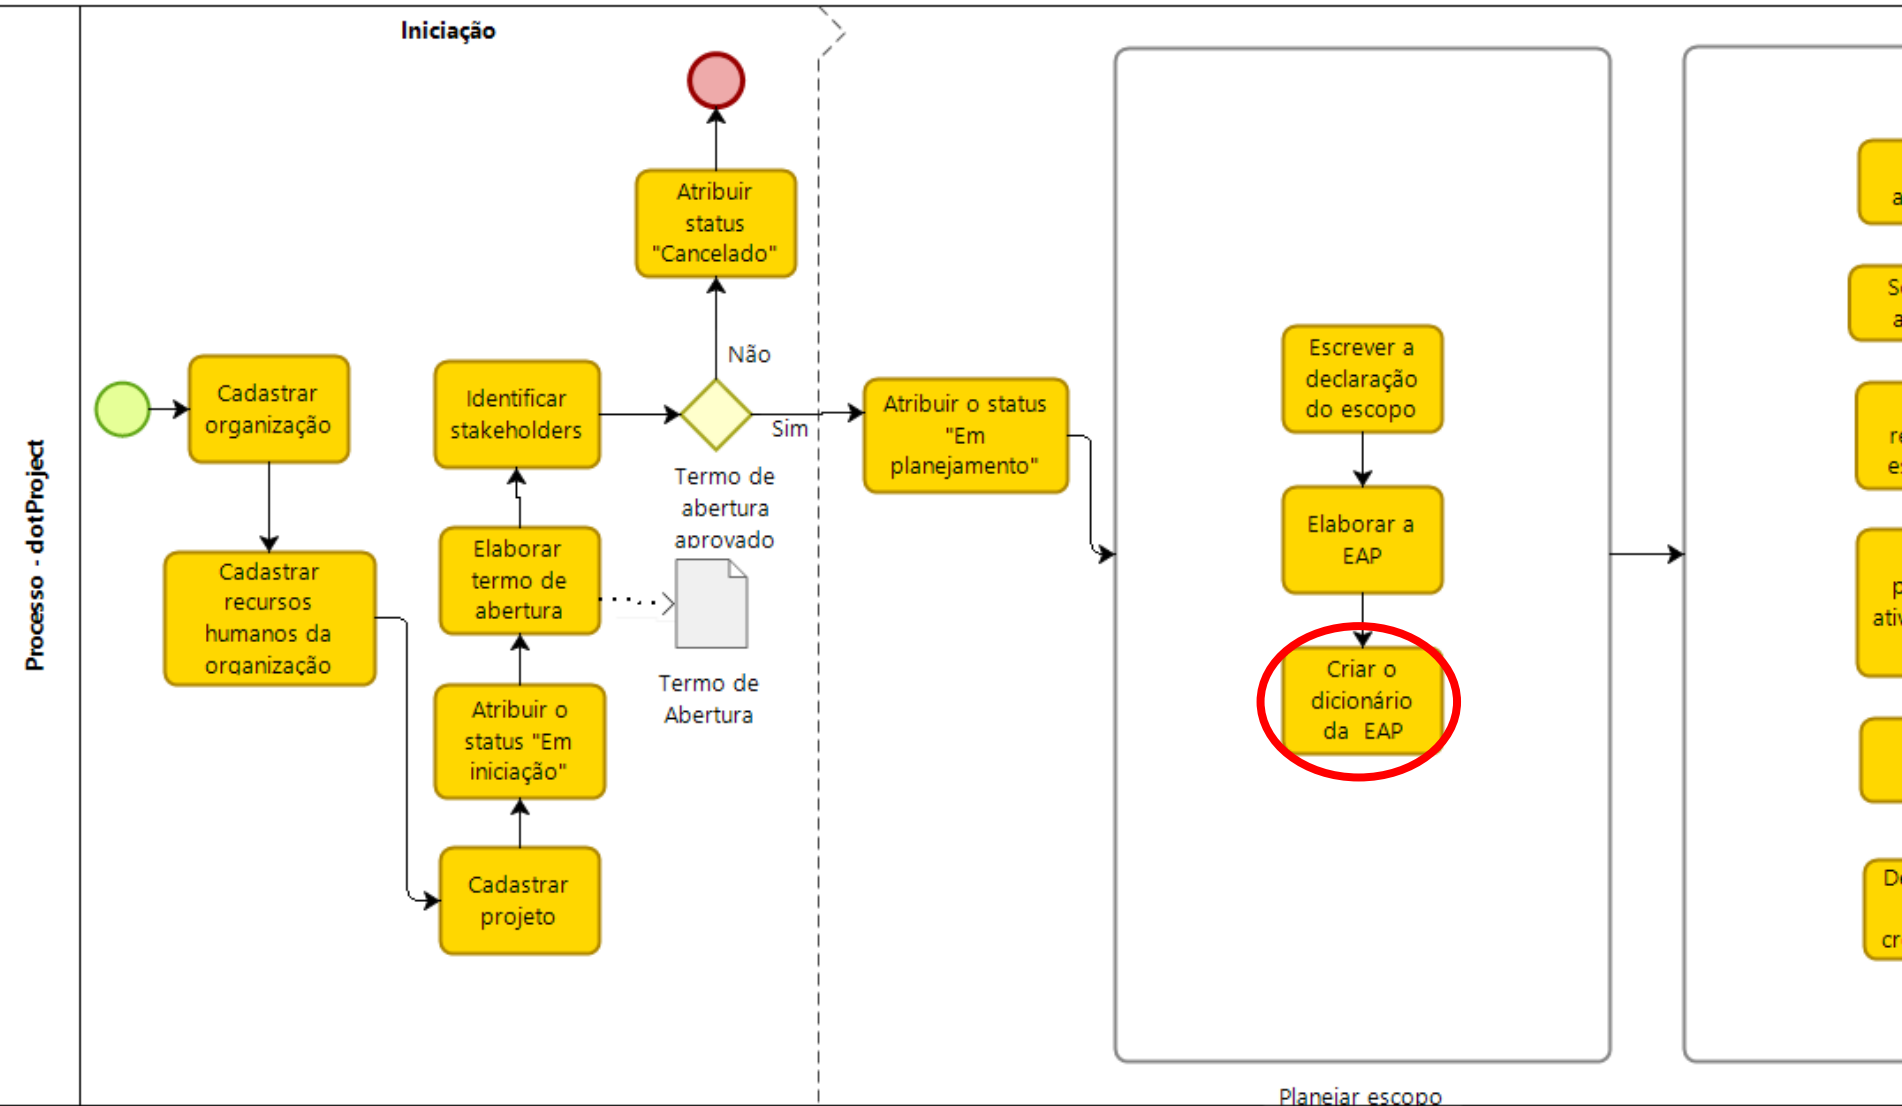 Processo - dotProject
Iniciação
Cadastrar
organização
Cadastrar
recursos
humanos da
organização
Cadastrar
projeto
Atribuir o
status "Em
iniciação"
Elaborar
termo de
abertura
Termo de
Abertura
Identificar
stakeholders
Termo de
abertura
aprovado
Não
Atribuir
status
"Cancelado"
Sim
Atribuir o status
"Em
planejamento"
Escrever a
declaração
do escopo
Elaborar a
EAP
Criar o
dicionário
da EAP
Planejar escopo